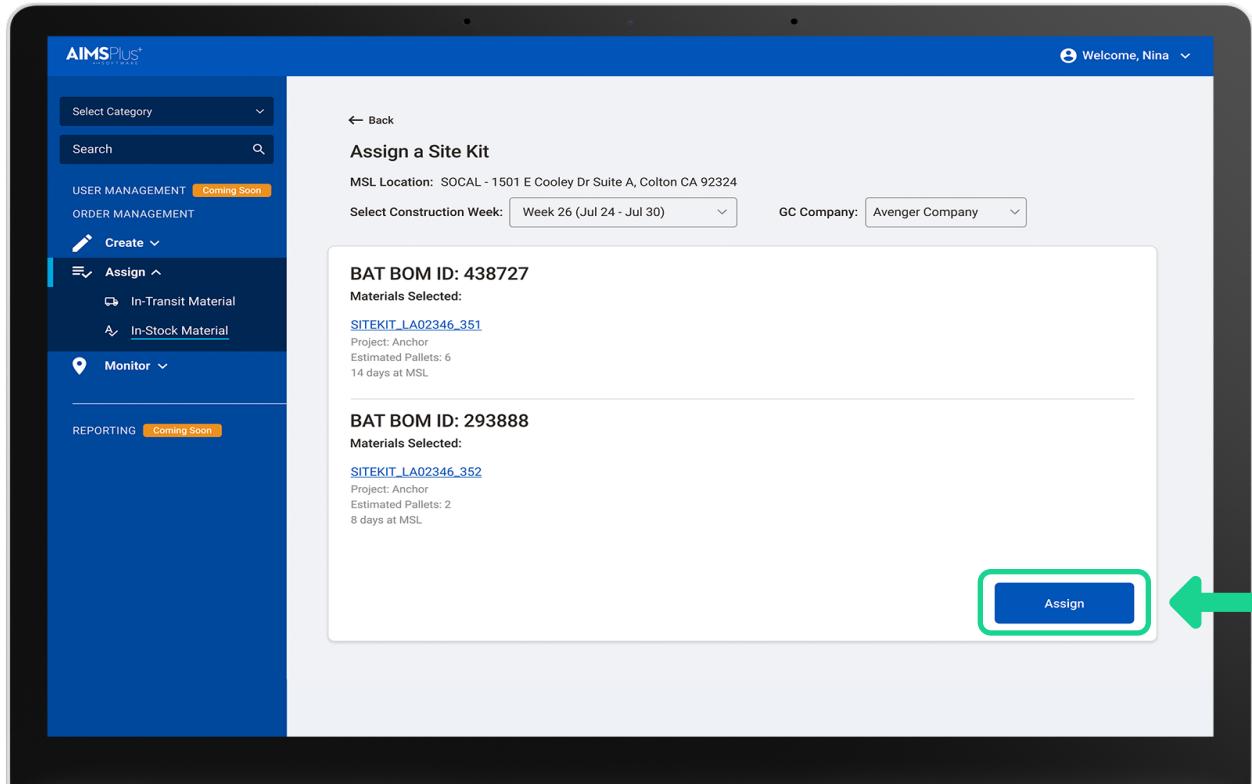 AIMSPlus+
SOFTWARE
Welcome, Nina
Select Category
Search
USER MANAGEMENT Coming Soon
ORDER MANAGEMENT
Create
Assign
In-Transit Material
In-Stock Material
Monitor
REPORTING Coming Soon
Back
Assign a Site Kit
MSL Location: SOCAL - 1501 E Cooley Dr Suite A, Colton CA 92324
Select Construction Week: Week 26 (Jul 24 - Jul 30) GC Company: Avenger Company
BAT BOM ID: 438727
Materials Selected:
SITEKIT_LA02346_351
Project: Anchor
Estimated Pallets: 6
14 days at MSL
BAT BOM ID: 293888
Materials Selected:
SITEKIT_LA02346_352
Project: Anchor
Estimated Pallets: 2
8 days at MSL
Assign